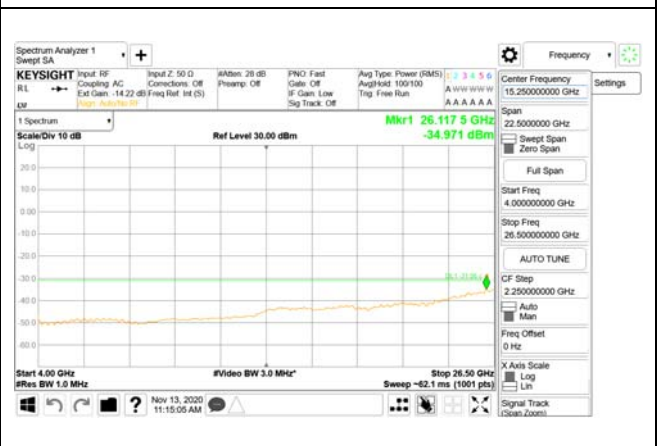 Spectrum Analyzer 1
Swept SA
+
Frequency
KEYSIGHT
Input: RF
Coupling: AC
Ext Gain: -14.22 dB
Align: Auto/No RF
Input Z: 50 Ω
Corrections: Off
Freq Ref: Int (S)
#Atten: 28 dB
Preamp: Off
PNO: Fast
Gate: Off
IF Gain: Low
Sig Track: Off
Avg Type: Power (RMS)
Avg|Hold: 100/100
Trig: Free Run
1 2 3 4 5 6
A W W W W W
A A A A A A
RL
1 Spectrum
Mkr1 26.117 5 GHz
-34.971 dBm
Scale/Div 10 dB
Ref Level 30.00 dBm
Log
20.0
10.0
0.00
-10.0
-20.0
-30.0
-40.0
-50.0
-60.0
Start 4.00 GHz
#Video BW 3.0 MHz*
Stop 26.50 GHz
#Res BW 1.0 MHz
Sweep ~62.1 ms (1001 pts)
?
Nov 13, 2020
11:15:05 AM
Center Frequency
15.250000000 GHz
Settings
Span
22.5000000 GHz
Swept Span
Zero Span
Full Span
Start Freq
4.000000000 GHz
Stop Freq
26.500000000 GHz
AUTO TUNE
CF Step
2.250000000 GHz
Auto
Man
Freq Offset
0 Hz
X Axis Scale
Log
Lin
Signal Track
(Span Zoom)